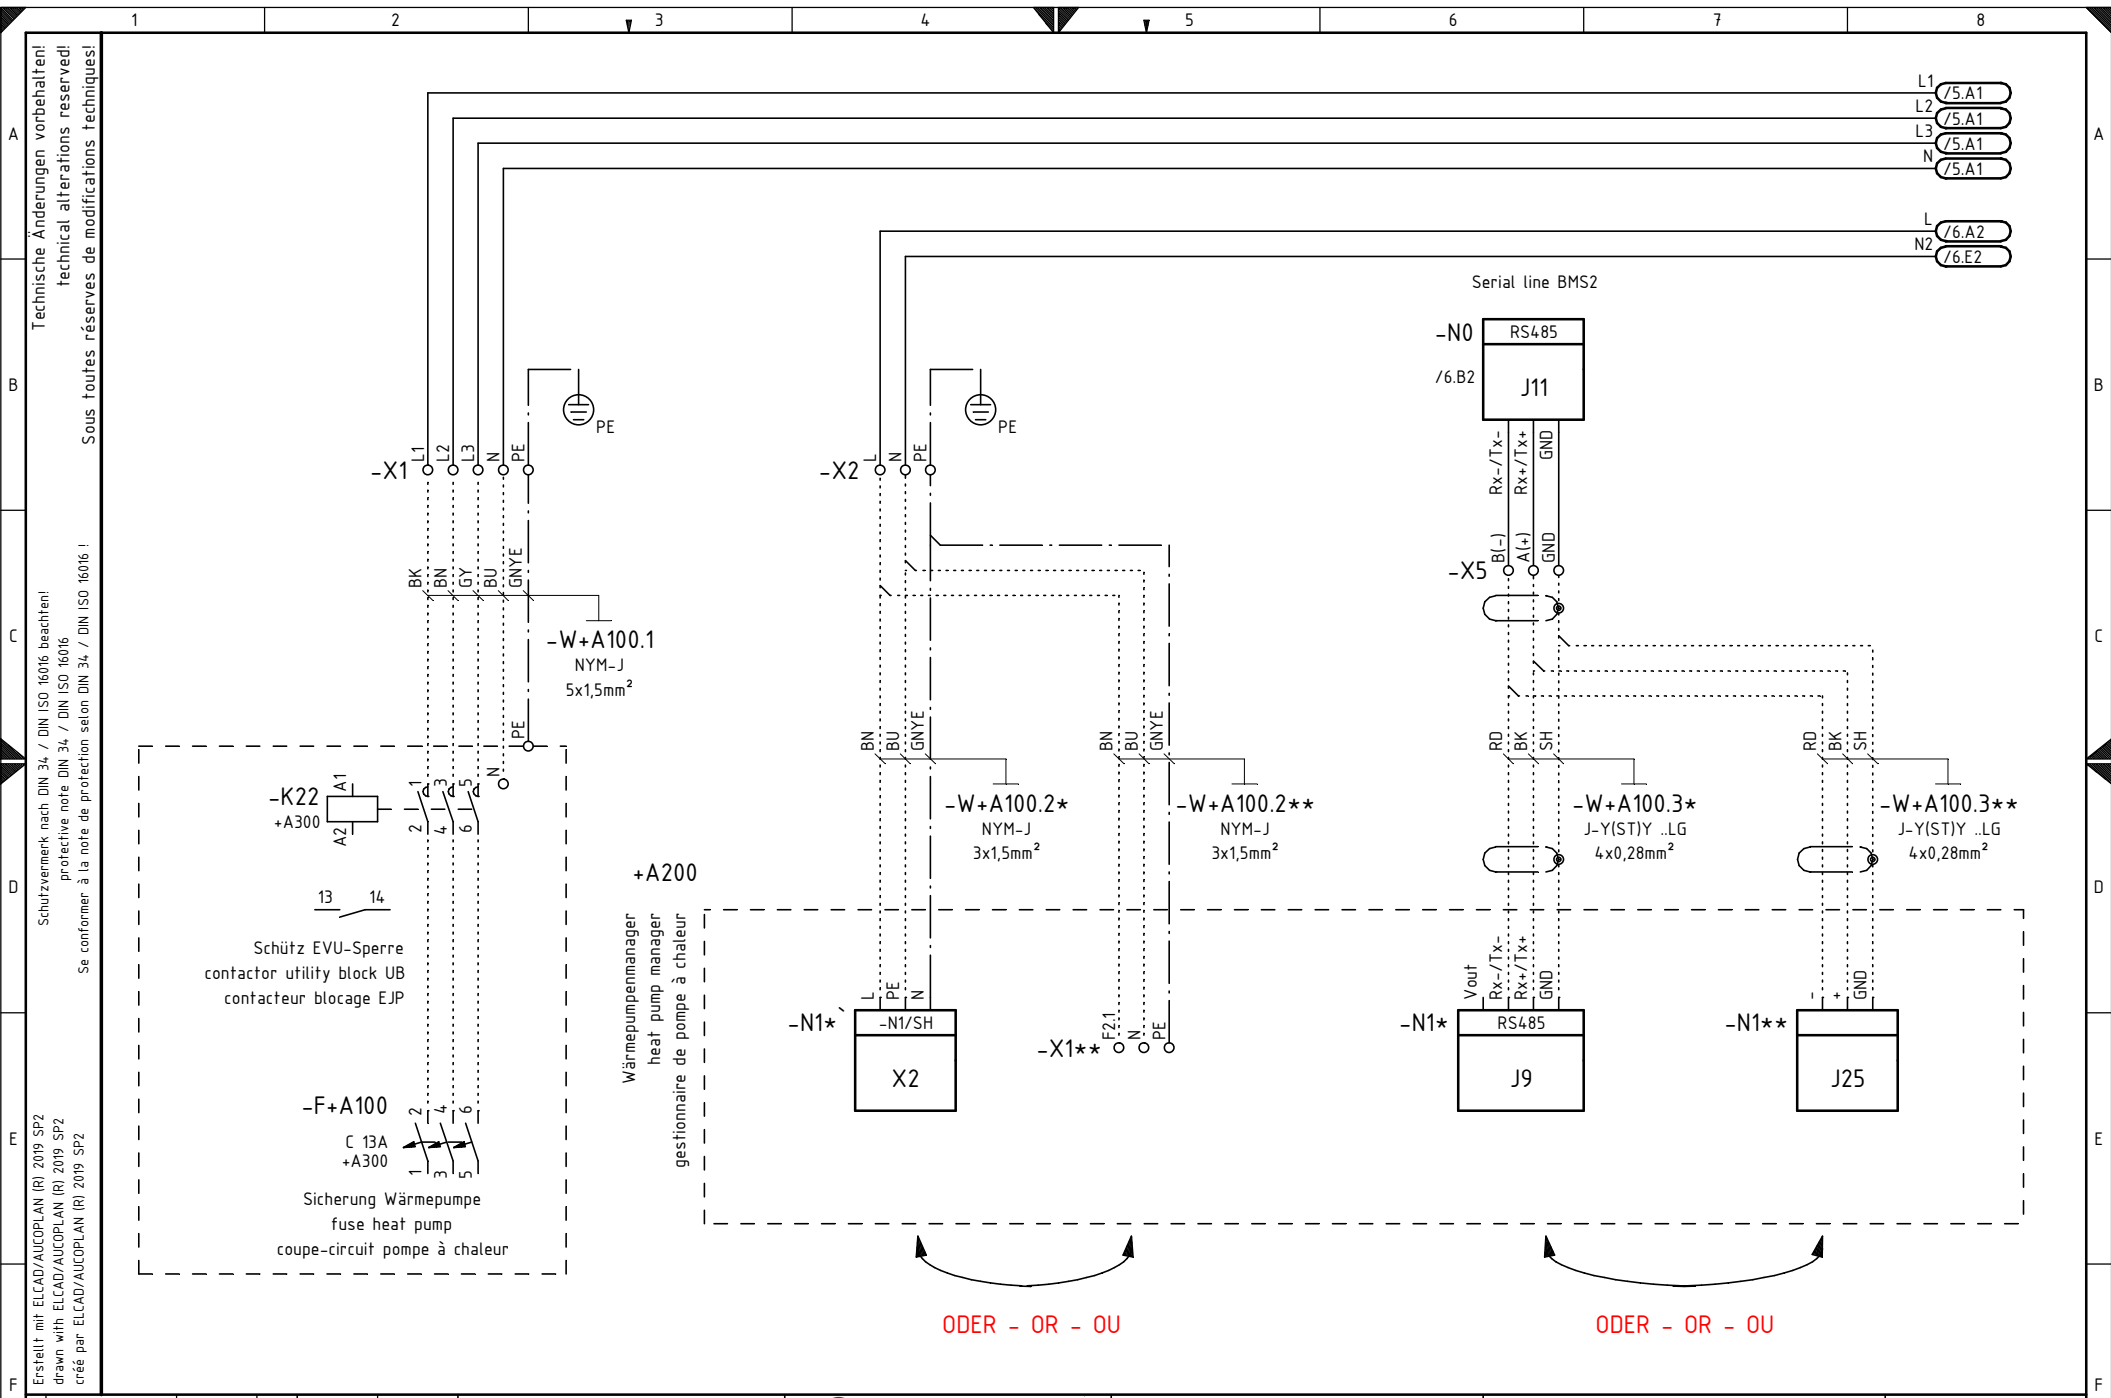 1 2 3 4 5 6 7 8
A
B
C
D
E
F
A
B
C
D
E
F
Technische Änderungen vorbehalten!
technical alterations reserved!
Sous toutes réserves de modifications techniques!
Schutzvermerk nach DIN 34 / DIN ISO 16016 beachten!
protective note DIN 34 / DIN ISO 16016
Se conformer à la note de protection selon DIN 34 / DIN ISO 16016 !
Erstellt mit ELCAD/AUCOPLAN (R) 2019 SP2
drawn with ELCAD/AUCOPLAN (R) 2019 SP2
créé par ELCAD/AUCOPLAN (R) 2019 SP2
L1 /5.A1
L2 /5.A1
L3 /5.A1
N /5.A1
L /6.A2
N2 /6.E2
PE
-X1 L1 L2 L3 N PE
BK BN GY BU GNYE
-W+A100.1
NYM-J
5x1,5mm²
PE
N
-K22
+A300
A1
A2
1 3 5
2 4 6
13 14
Schütz EVU-Sperre
contactor utility block UB
contacteur blocage EJP
-F+A100
C 13A
+A300
2 4 6
1 3 5
Sicherung Wärmepumpe
fuse heat pump
coupe-circuit pompe à chaleur
PE
-X2 L N PE
BN BU GNYE
-W+A100.2*
NYM-J
3x1,5mm²
BN BU GNYE
-W+A100.2**
NYM-J
3x1,5mm²
+A200
Wärmepumpenmanager
heat pump manager
gestionnaire de pompe à chaleur
L PE N
-N1*`
-N1/SH
X2
-X1** F2.1 N PE
ODER - OR - OU
Serial line BMS2
-N0
RS485
/6.B2
J11
Rx-/Tx- Rx+/Tx+ GND
-X5 B(-) A(+) GND
RD BK SH
-W+A100.3*
J-Y(ST)Y ..LG
4x0,28mm²
RD BK SH
-W+A100.3**
J-Y(ST)Y ..LG
4x0,28mm²
Vout Rx-/Tx- Rx+/Tx+ GND
-N1*
RS485
J9
- + GND
-N1**
J25
ODER - OR - OU